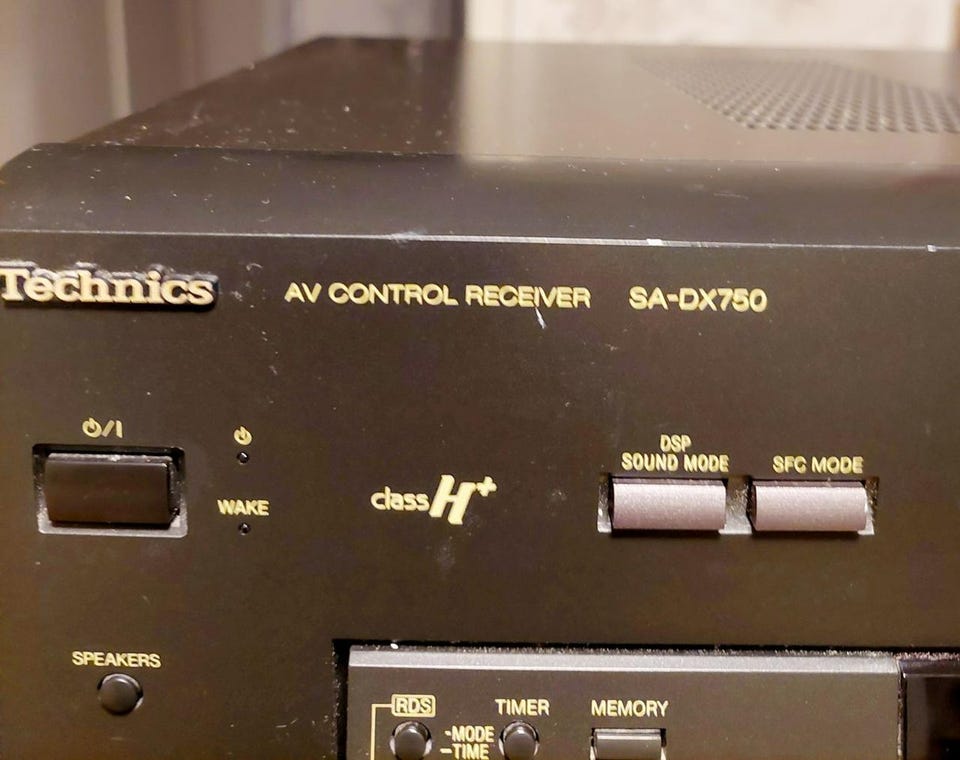 Technics
AV CONTROL RECEIVER SA-DX750
⏻/I
⏻
WAKE
class H+
DSP
SOUND MODE
SFC MODE
SPEAKERS
RDS
TIMER
MEMORY
-MODE
-TIME